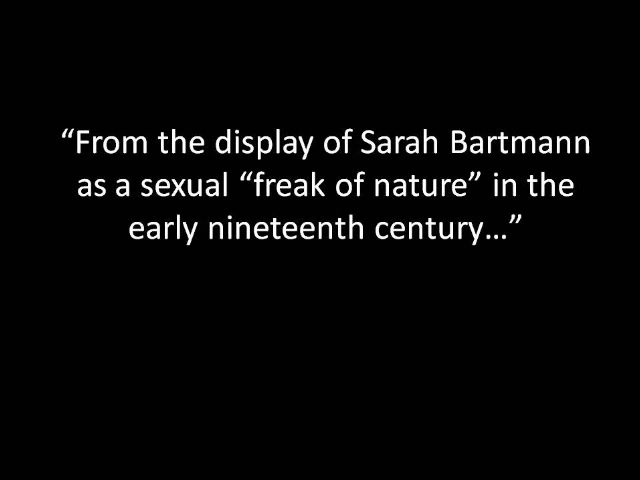 “From the display of Sarah Bartmann
as a sexual “freak of nature” in the
early nineteenth century…”